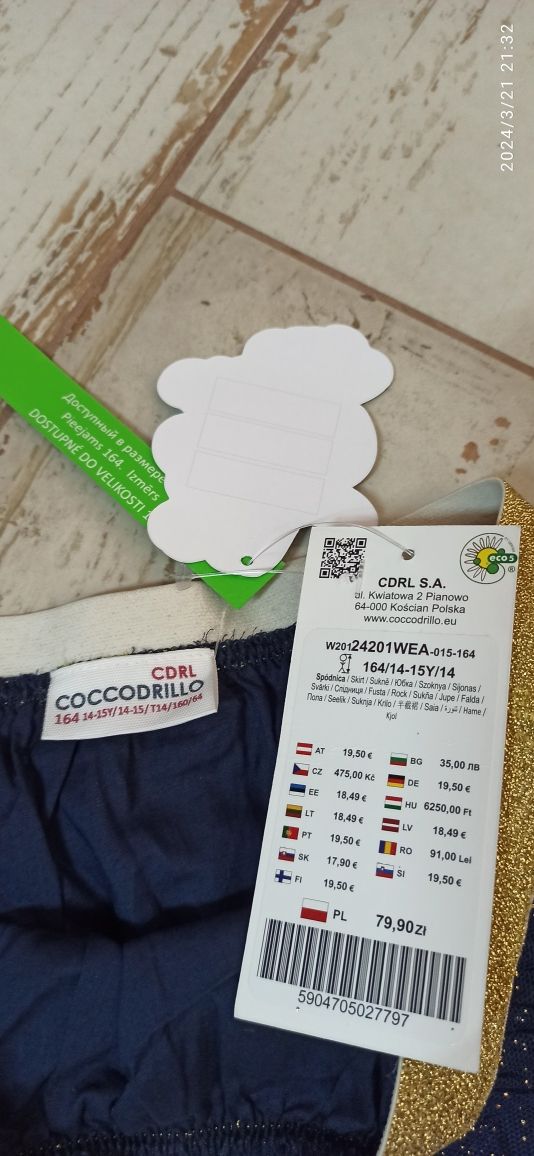 2024/3/21 21:32
Доступный в размере
Pieejams 164. Izmērs
DOSTUPNÉ DO VELIKOSTI
CDRL
COCCODRILLO
164 14-15Y/14-15/T14/160/64
eco5
®
CDRL S.A.
ul. Kwiatowa 2 Pianowo
64-000 Kościan Polska
www.coccodrillo.eu
W20124201WEA-015-164
164/14-15Y/14
Spódnica / Skirt / Sukně / Юбка / Szoknya / Sijonas /
Svārki / Спідниця / Fusta / Rock / Sukňa / Jupe / Falda /
Пола / Seelik / Suknja / Krilo / 半截裙 / Saia / تنورة / Hame /
Kjol
AT 19,50 €
BG 35,00 ЛВ
CZ 475,00 Kč
DE 19,50 €
EE 18,49 €
HU 6250,00 Ft
LT 18,49 €
LV 18,49 €
PT 19,50 €
RO 91,00 Lei
SK 17,90 €
SI 19,50 €
FI 19,50 €
PL 79,90 Zł
5904705027797